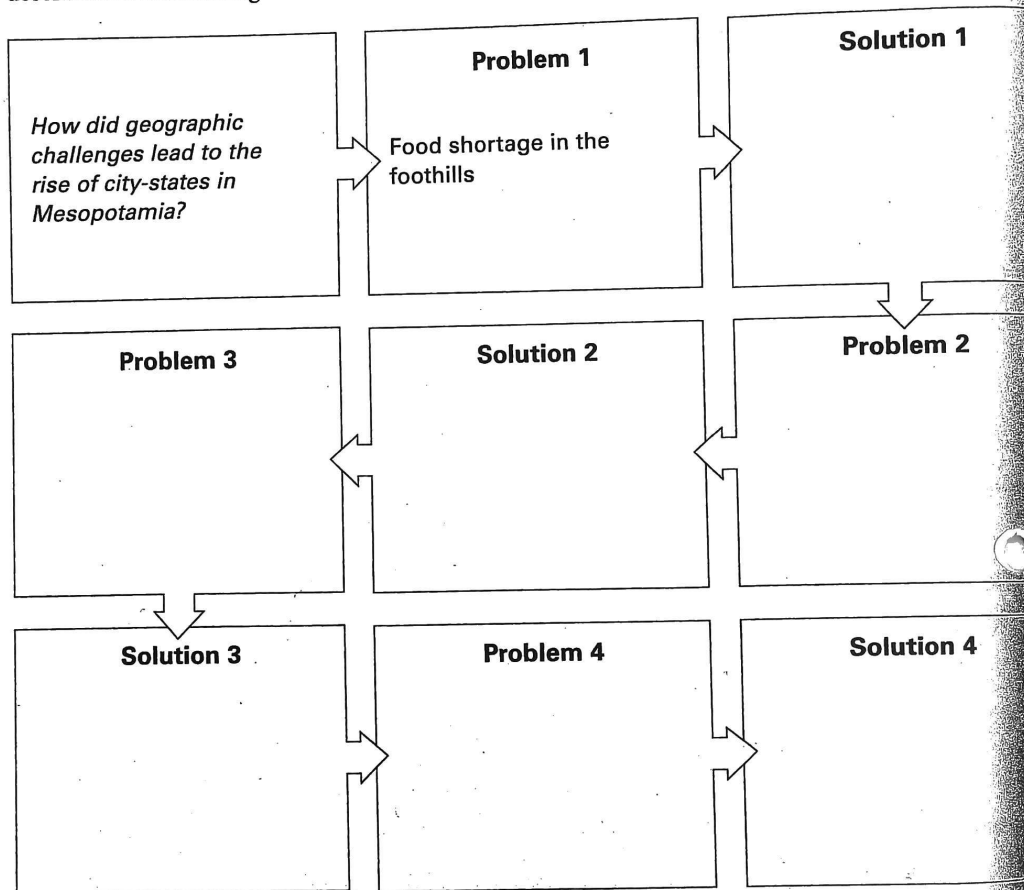 How did geographic
challenges lead to the
rise of city-states in
Mesopotamia?
Problem 1
Food shortage in the
foothills
Solution 1
Problem 3
Solution 2
Problem 2
Solution 3
Problem 4
Solution 4